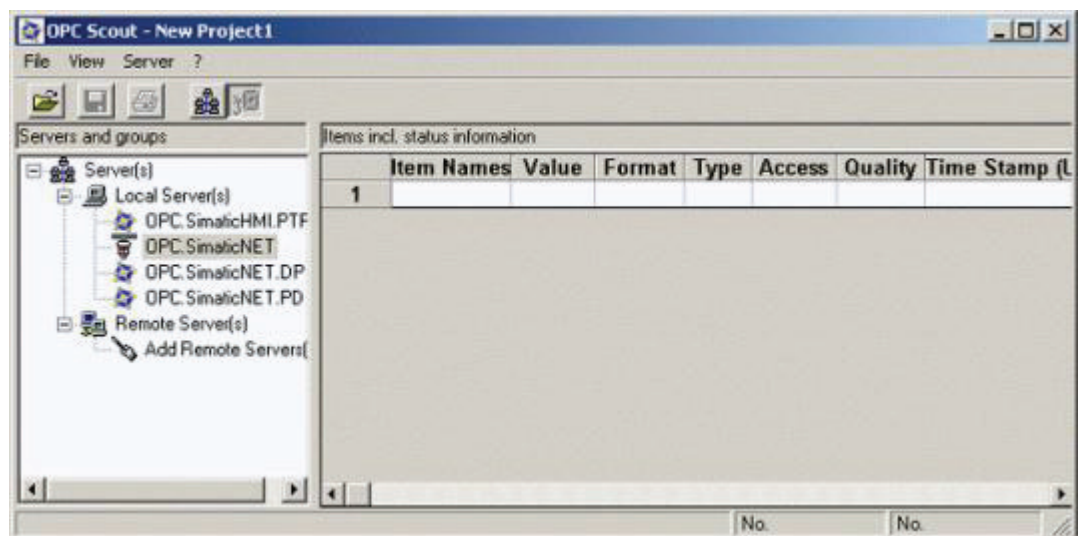 OPC Scout - New Project1
File View Server ?
Servers and groups
Items incl. status information
Server(s)
Local Server(s)
OPC.SimaticHMI.PTF
OPC.SimaticNET
OPC.SimaticNET.DP
OPC.SimaticNET.PD
Remote Server(s)
Add Remote Servers(
Item Names Value Format Type Access Quality Time Stamp (L
1
No. No.